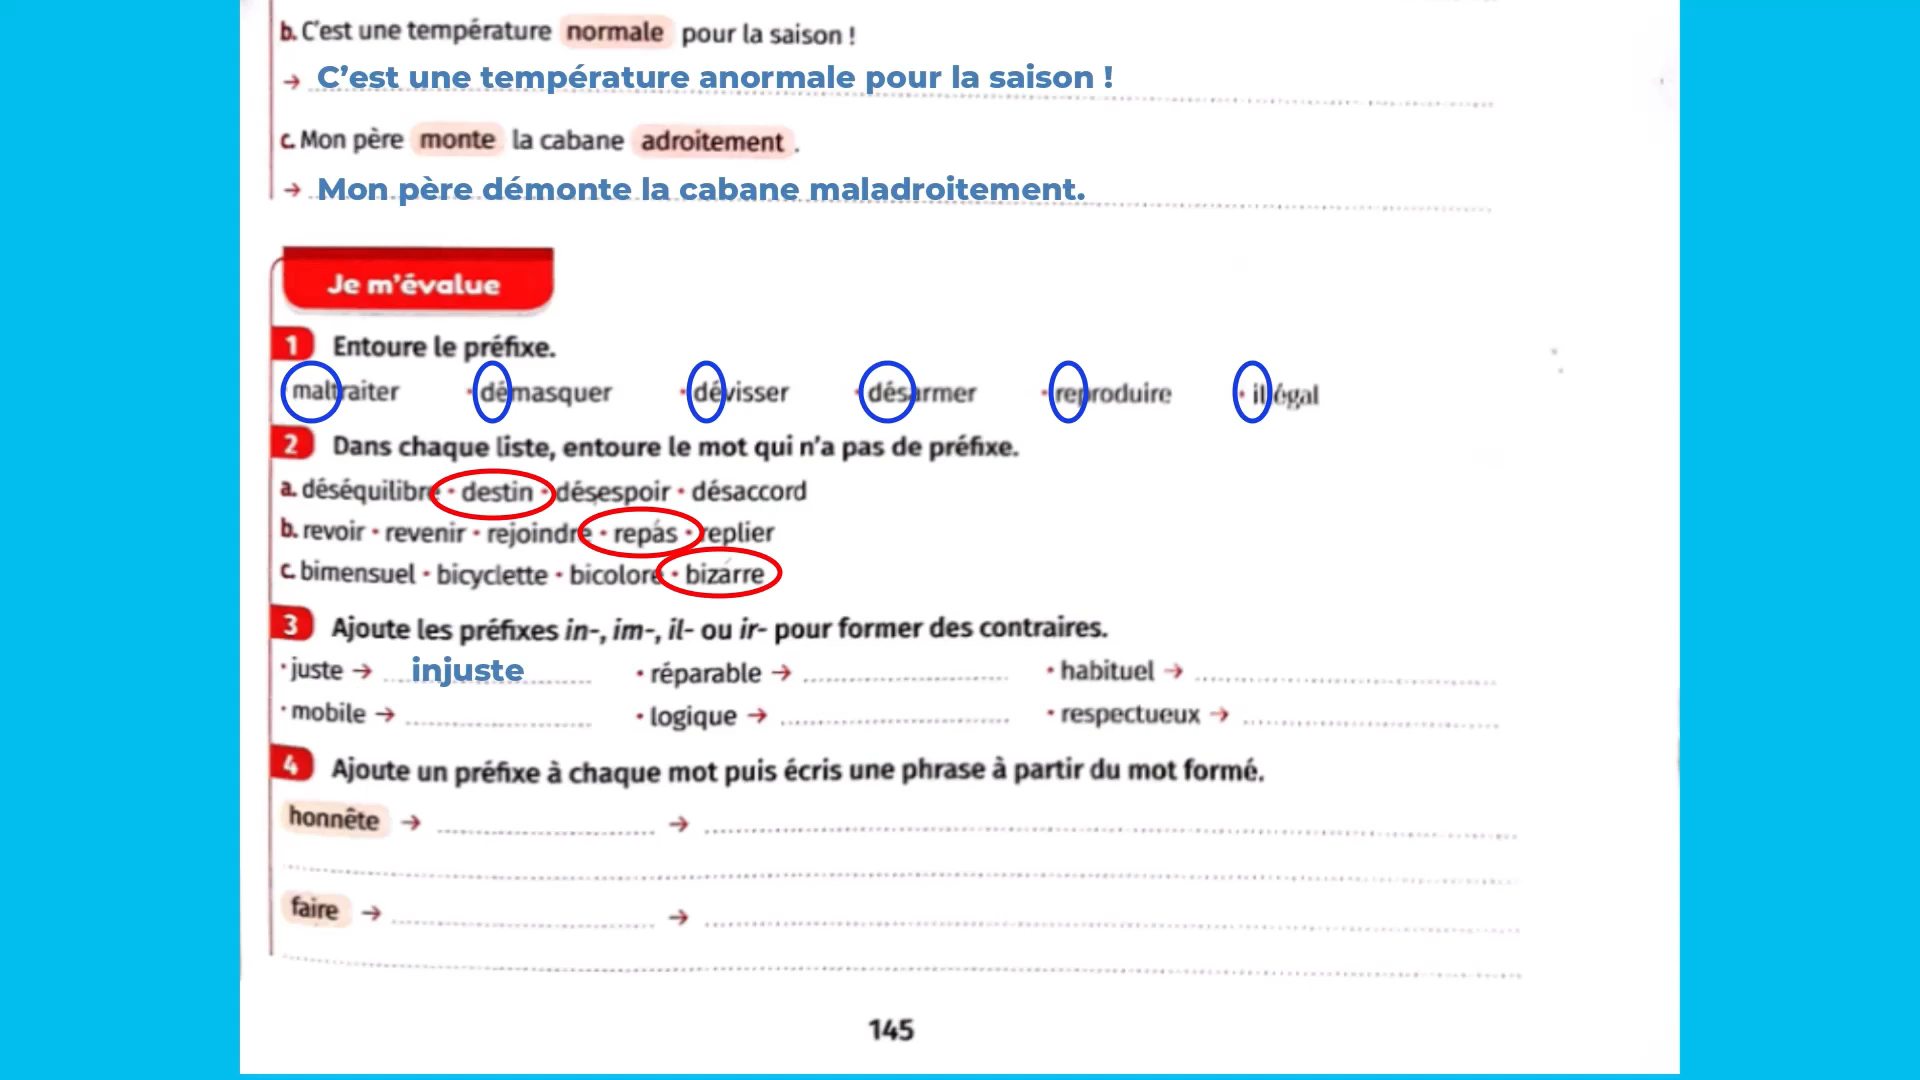 b. C'est une température normale pour la saison !
→ C'est une température anormale pour la saison !
c. Mon père monte la cabane adroitement .
→ Mon père démonte la cabane maladroitement.
Je m'évalue
1 Entoure le préfixe.
maltraiter • démasquer • dévisser • désarmer • reproduire • illégal
2 Dans chaque liste, entoure le mot qui n'a pas de préfixe.
a. déséquilibre • destin • désespoir • désaccord
b. revoir • revenir • rejoindre • repas • replier
c. bimensuel • bicyclette • bicolore • bizarre
3 Ajoute les préfixes in-, im-, il- ou ir- pour former des contraires.
• juste → injuste • réparable → • habituel →
• mobile → • logique → • respectueux →
4 Ajoute un préfixe à chaque mot puis écris une phrase à partir du mot formé.
honnête → →
faire → →
145